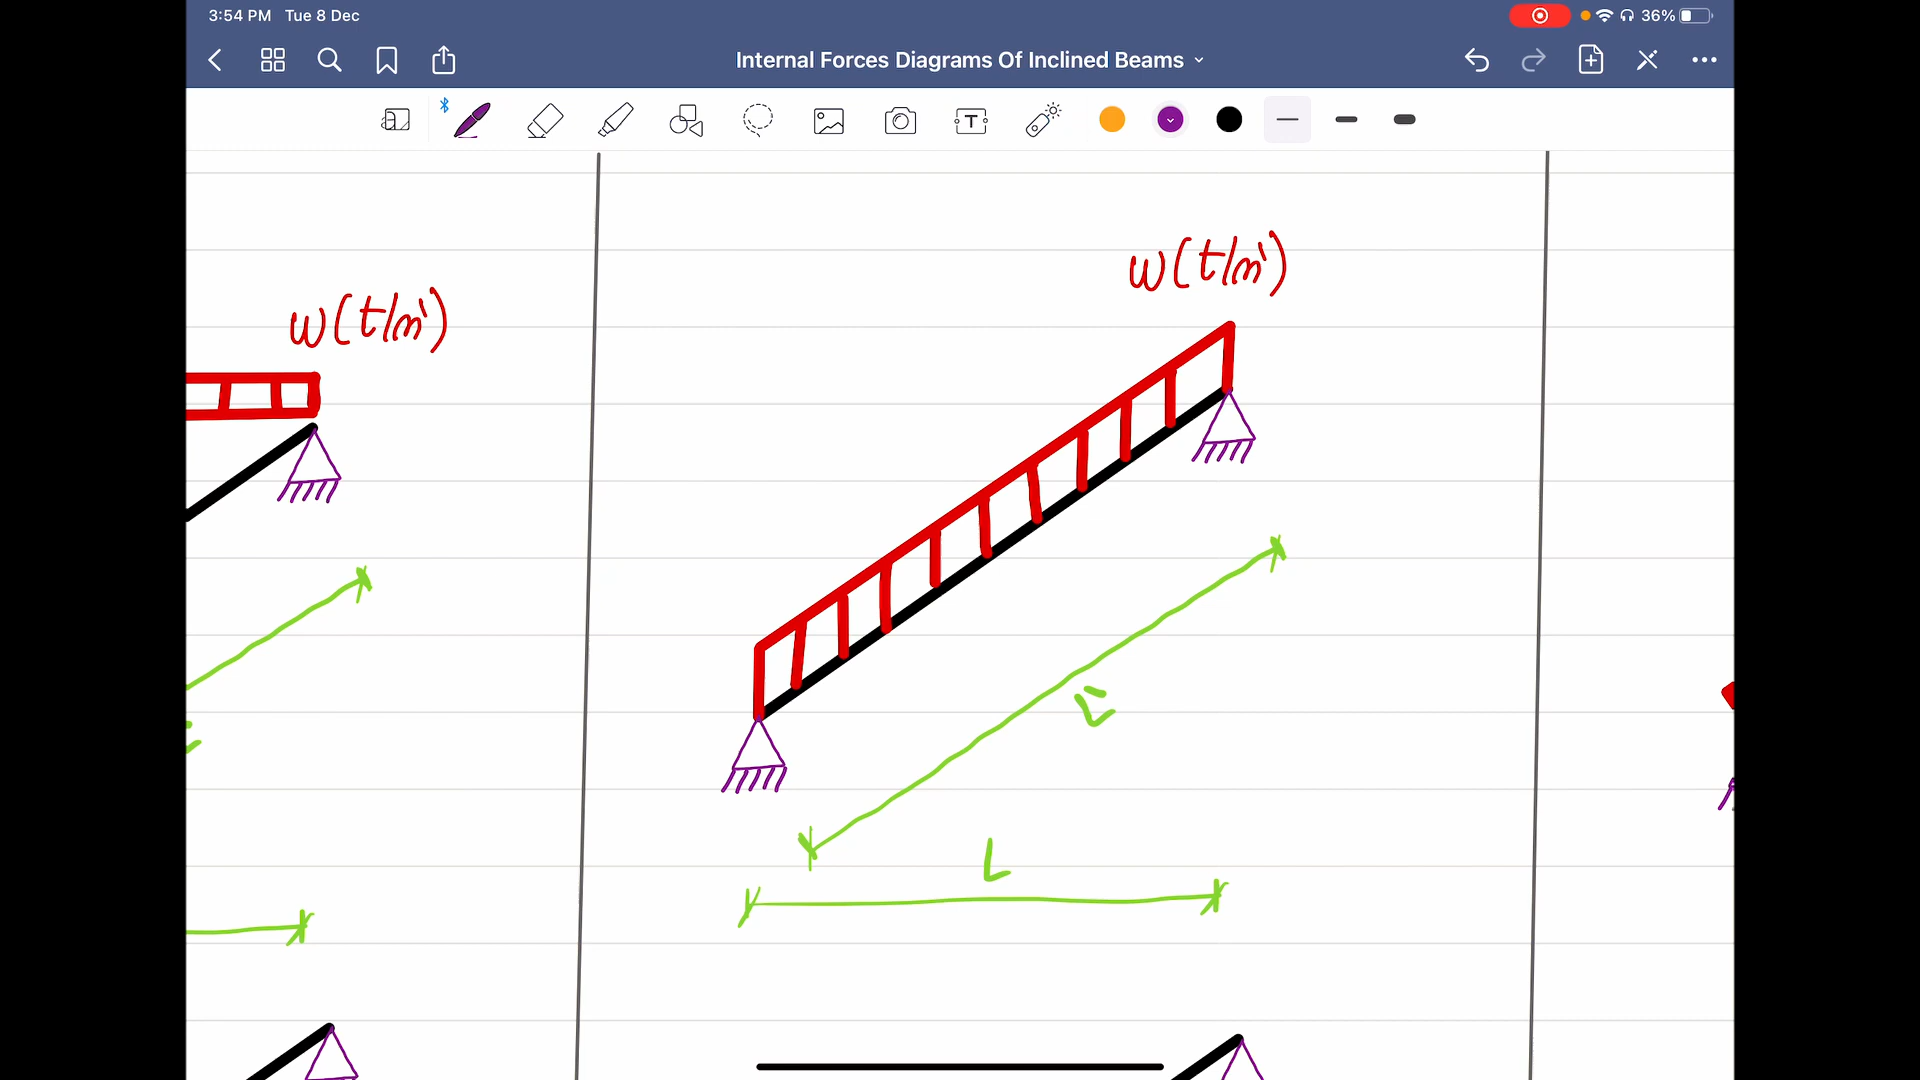 3:54 PM Tue 8 Dec
36%
Internal Forces Diagrams Of Inclined Beams
T
w(t/m')
w(t/m')
L